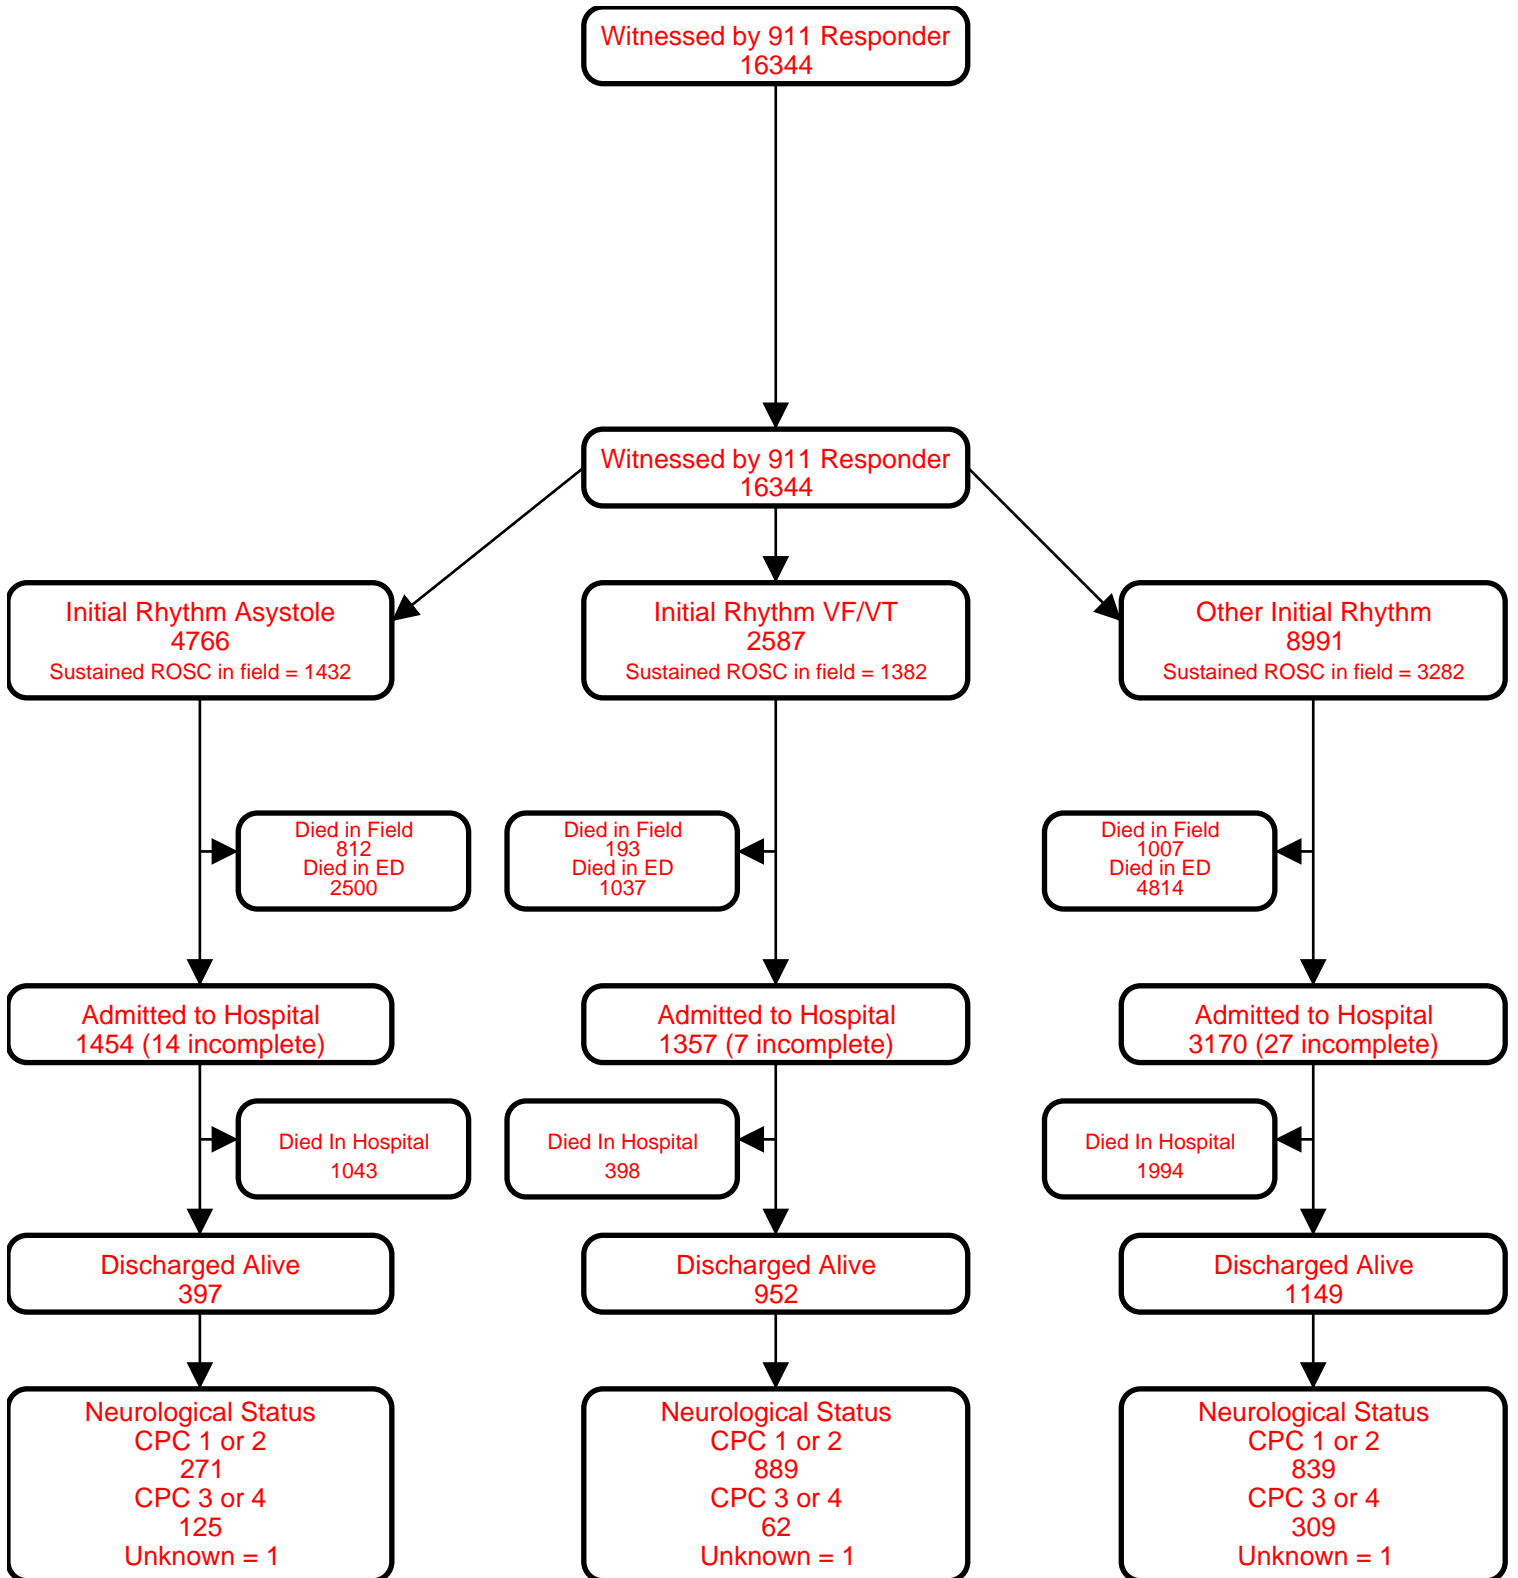 Witnessed by 911 Responder
16344
Witnessed by 911 Responder
16344
Initial Rhythm Asystole
4766
Sustained ROSC in field = 1432
Initial Rhythm VF/VT
2587
Sustained ROSC in field = 1382
Other Initial Rhythm
8991
Sustained ROSC in field = 3282
Died in Field
812
Died in ED
2500
Died in Field
193
Died in ED
1037
Died in Field
1007
Died in ED
4814
Admitted to Hospital
1454 (14 incomplete)
Admitted to Hospital
1357 (7 incomplete)
Admitted to Hospital
3170 (27 incomplete)
Died In Hospital
1043
Died In Hospital
398
Died In Hospital
1994
Discharged Alive
397
Discharged Alive
952
Discharged Alive
1149
Neurological Status
CPC 1 or 2
271
CPC 3 or 4
125
Unknown = 1
Neurological Status
CPC 1 or 2
889
CPC 3 or 4
62
Unknown = 1
Neurological Status
CPC 1 or 2
839
CPC 3 or 4
309
Unknown = 1